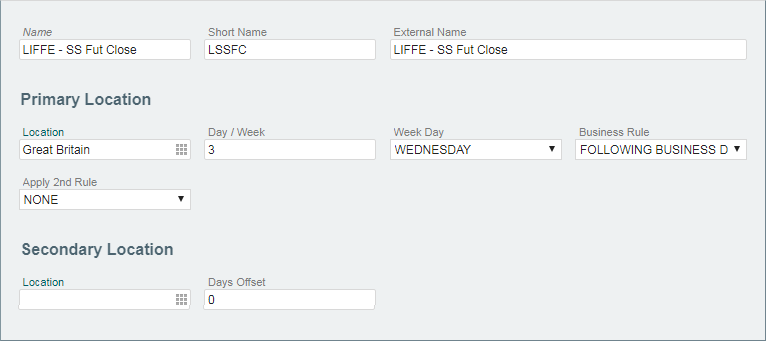 Name Short Name External Name
LIFFE - SS Fut Close LSSFC LIFFE - SS Fut Close
Primary Location
Location Day / Week Week Day Business Rule
Great Britain 3 WEDNESDAY FOLLOWING BUSINESS D
Apply 2nd Rule
NONE
Secondary Location
Location Days Offset
0